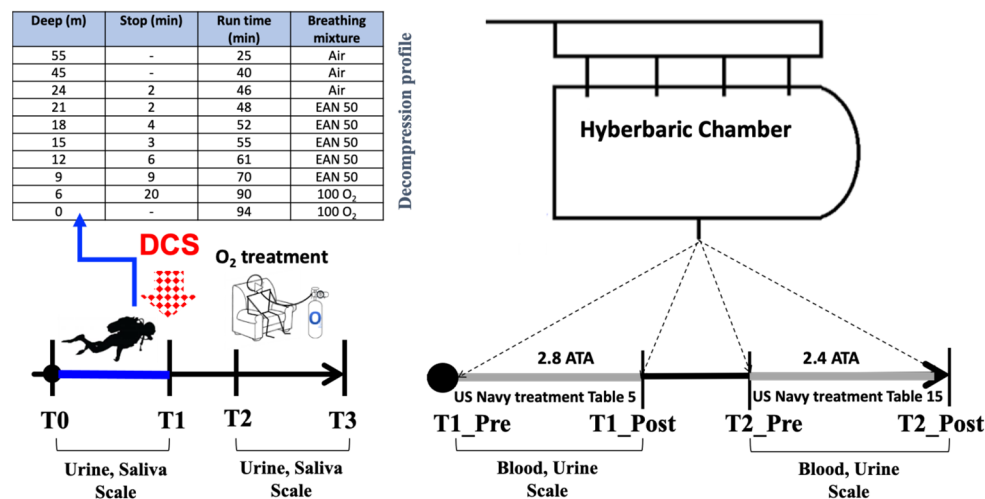 Deep (m) Stop (min) Run time (min) Breathing mixture
55 - 25 Air
45 - 40 Air
24 2 46 Air
21 2 48 EAN 50
18 4 52 EAN 50
15 3 55 EAN 50
12 6 61 EAN 50
9 9 70 EAN 50
6 20 90 100 O2
0 - 94 100 O2
Decompression profile
DCS
O2 treatment
O
T0 T1 T2 T3
Urine, Saliva
Scale
Urine, Saliva
Scale
Hyberbaric Chamber
2.8 ATA
2.4 ATA
US Navy treatment Table 5
US Navy treatment Table 15
T1_Pre T1_Post T2_Pre T2_Post
Blood, Urine
Scale
Blood, Urine
Scale